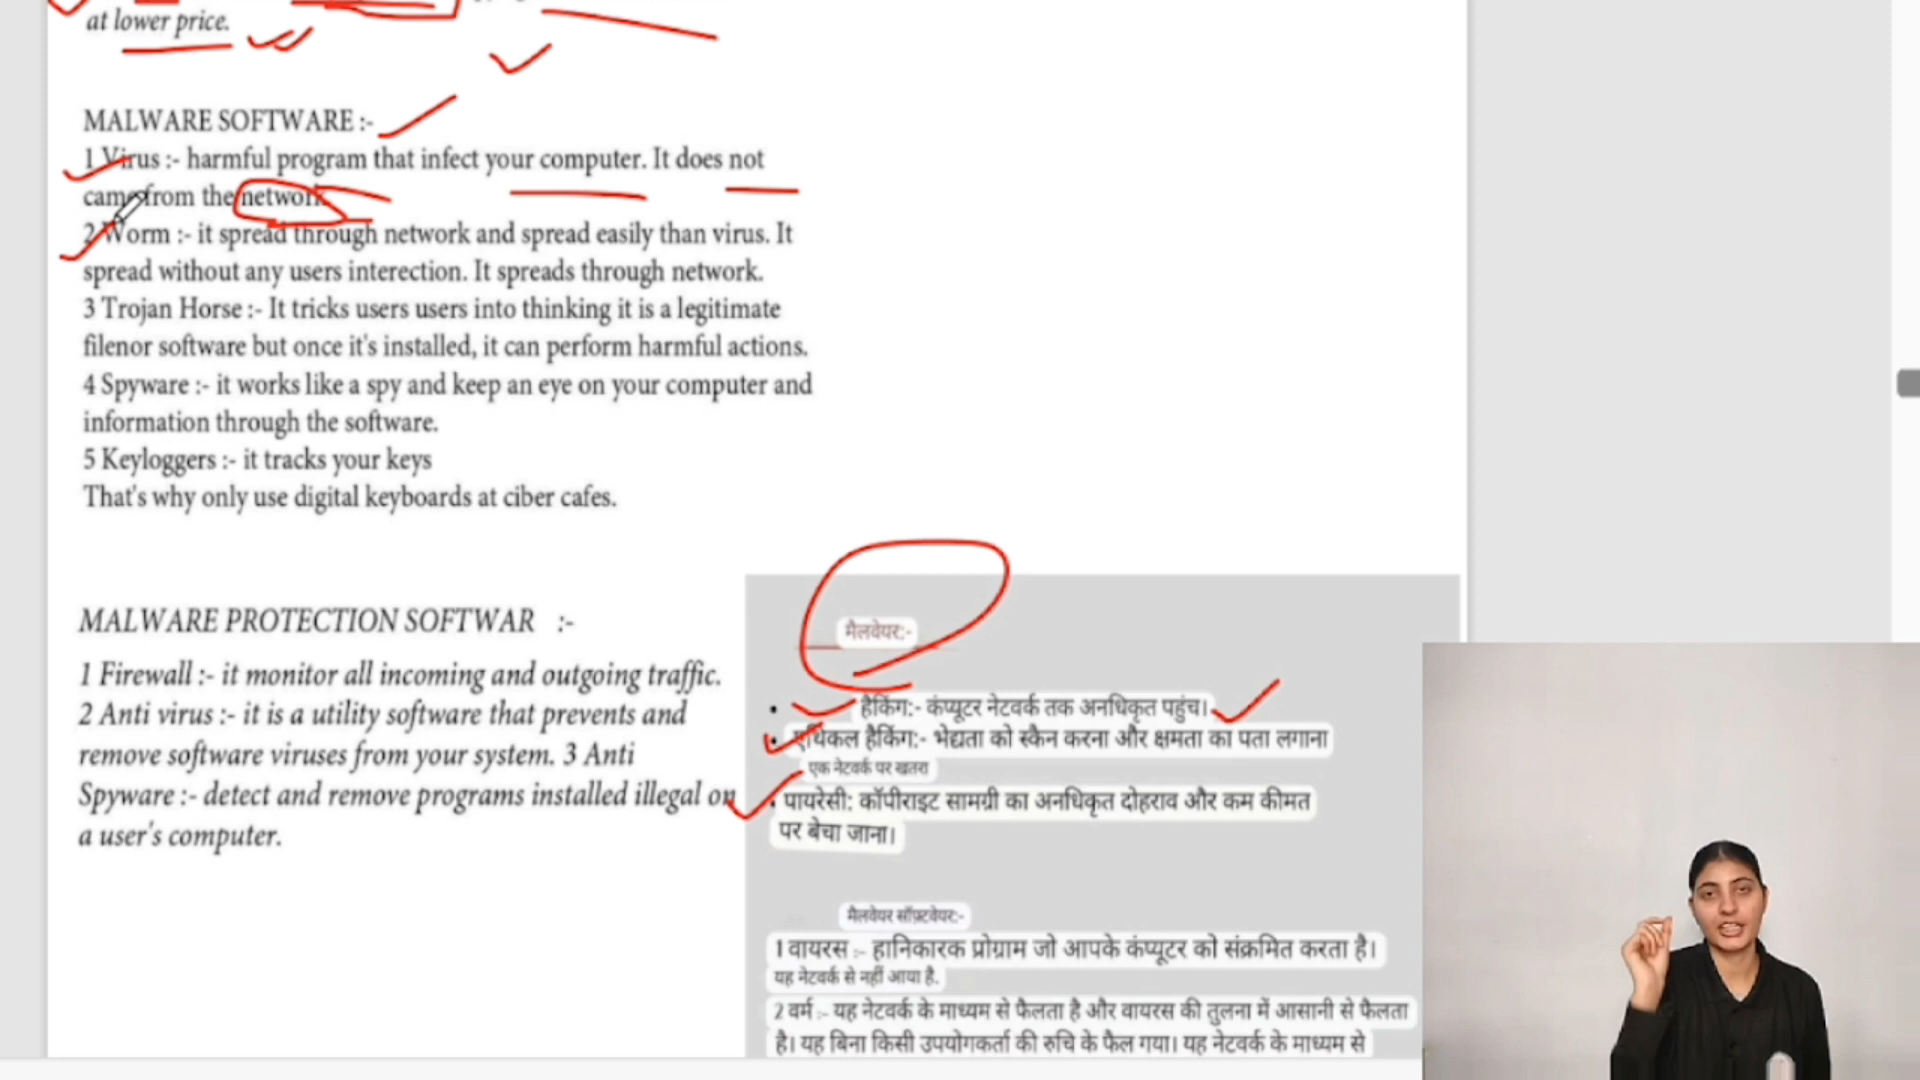 at lower price.
MALWARE SOFTWARE :-
1 Virus :- harmful program that infect your computer. It does not
came from the network.
2 Worm :- it spread through network and spread easily than virus. It
spread without any users interection. It spreads through network.
3 Trojan Horse :- It tricks users users into thinking it is a legitimate
filenor software but once it's installed, it can perform harmful actions.
4 Spyware :- it works like a spy and keep an eye on your computer and
information through the software.
5 Keyloggers :- it tracks your keys
That's why only use digital keyboards at ciber cafes.
MALWARE PROTECTION SOFTWAR :-
1 Firewall :- it monitor all incoming and outgoing traffic.
2 Anti virus :- it is a utility software that prevents and
remove software viruses from your system. 3 Anti
Spyware :- detect and remove programs installed illegal on
a user's computer.
मैलवेयर:-
• हैकिंग:- कंप्यूटर नेटवर्क तक अनधिकृत पहुंच।
• एथिकल हैकिंग:- भेद्यता को स्कैन करना और क्षमता का पता लगाना
एक नेटवर्क पर खतरा
• पायरेसी: कॉपीराइट सामग्री का अनधिकृत दोहराव और कम कीमत
पर बेचा जाना।
मैलवेयर सॉफ़्टवेयर:-
1 वायरस :- हानिकारक प्रोग्राम जो आपके कंप्यूटर को संक्रमित करता है।
यह नेटवर्क से नहीं आया है.
2 वर्म :- यह नेटवर्क के माध्यम से फैलता है और वायरस की तुलना में आसानी से फैलता
है। यह बिना किसी उपयोगकर्ता की रुचि के फैल गया। यह नेटवर्क के माध्यम से